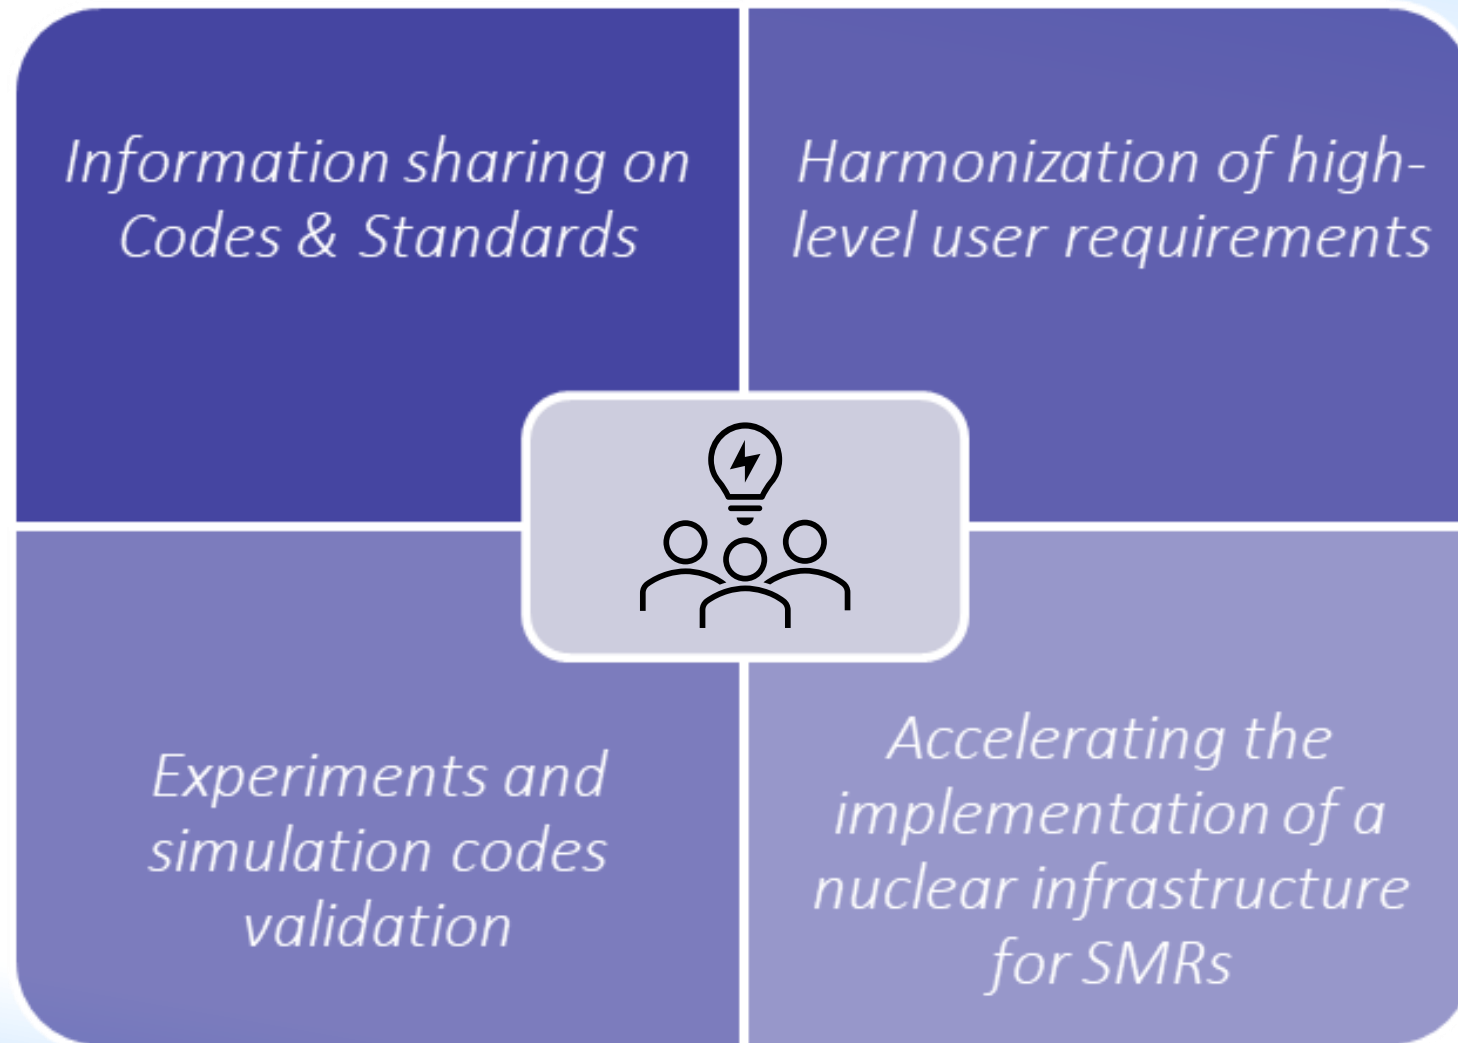 Information sharing on
Codes & Standards
Harmonization of high-
level user requirements
Experiments and
simulation codes
validation
Accelerating the
implementation of a
nuclear infrastructure
for SMRs